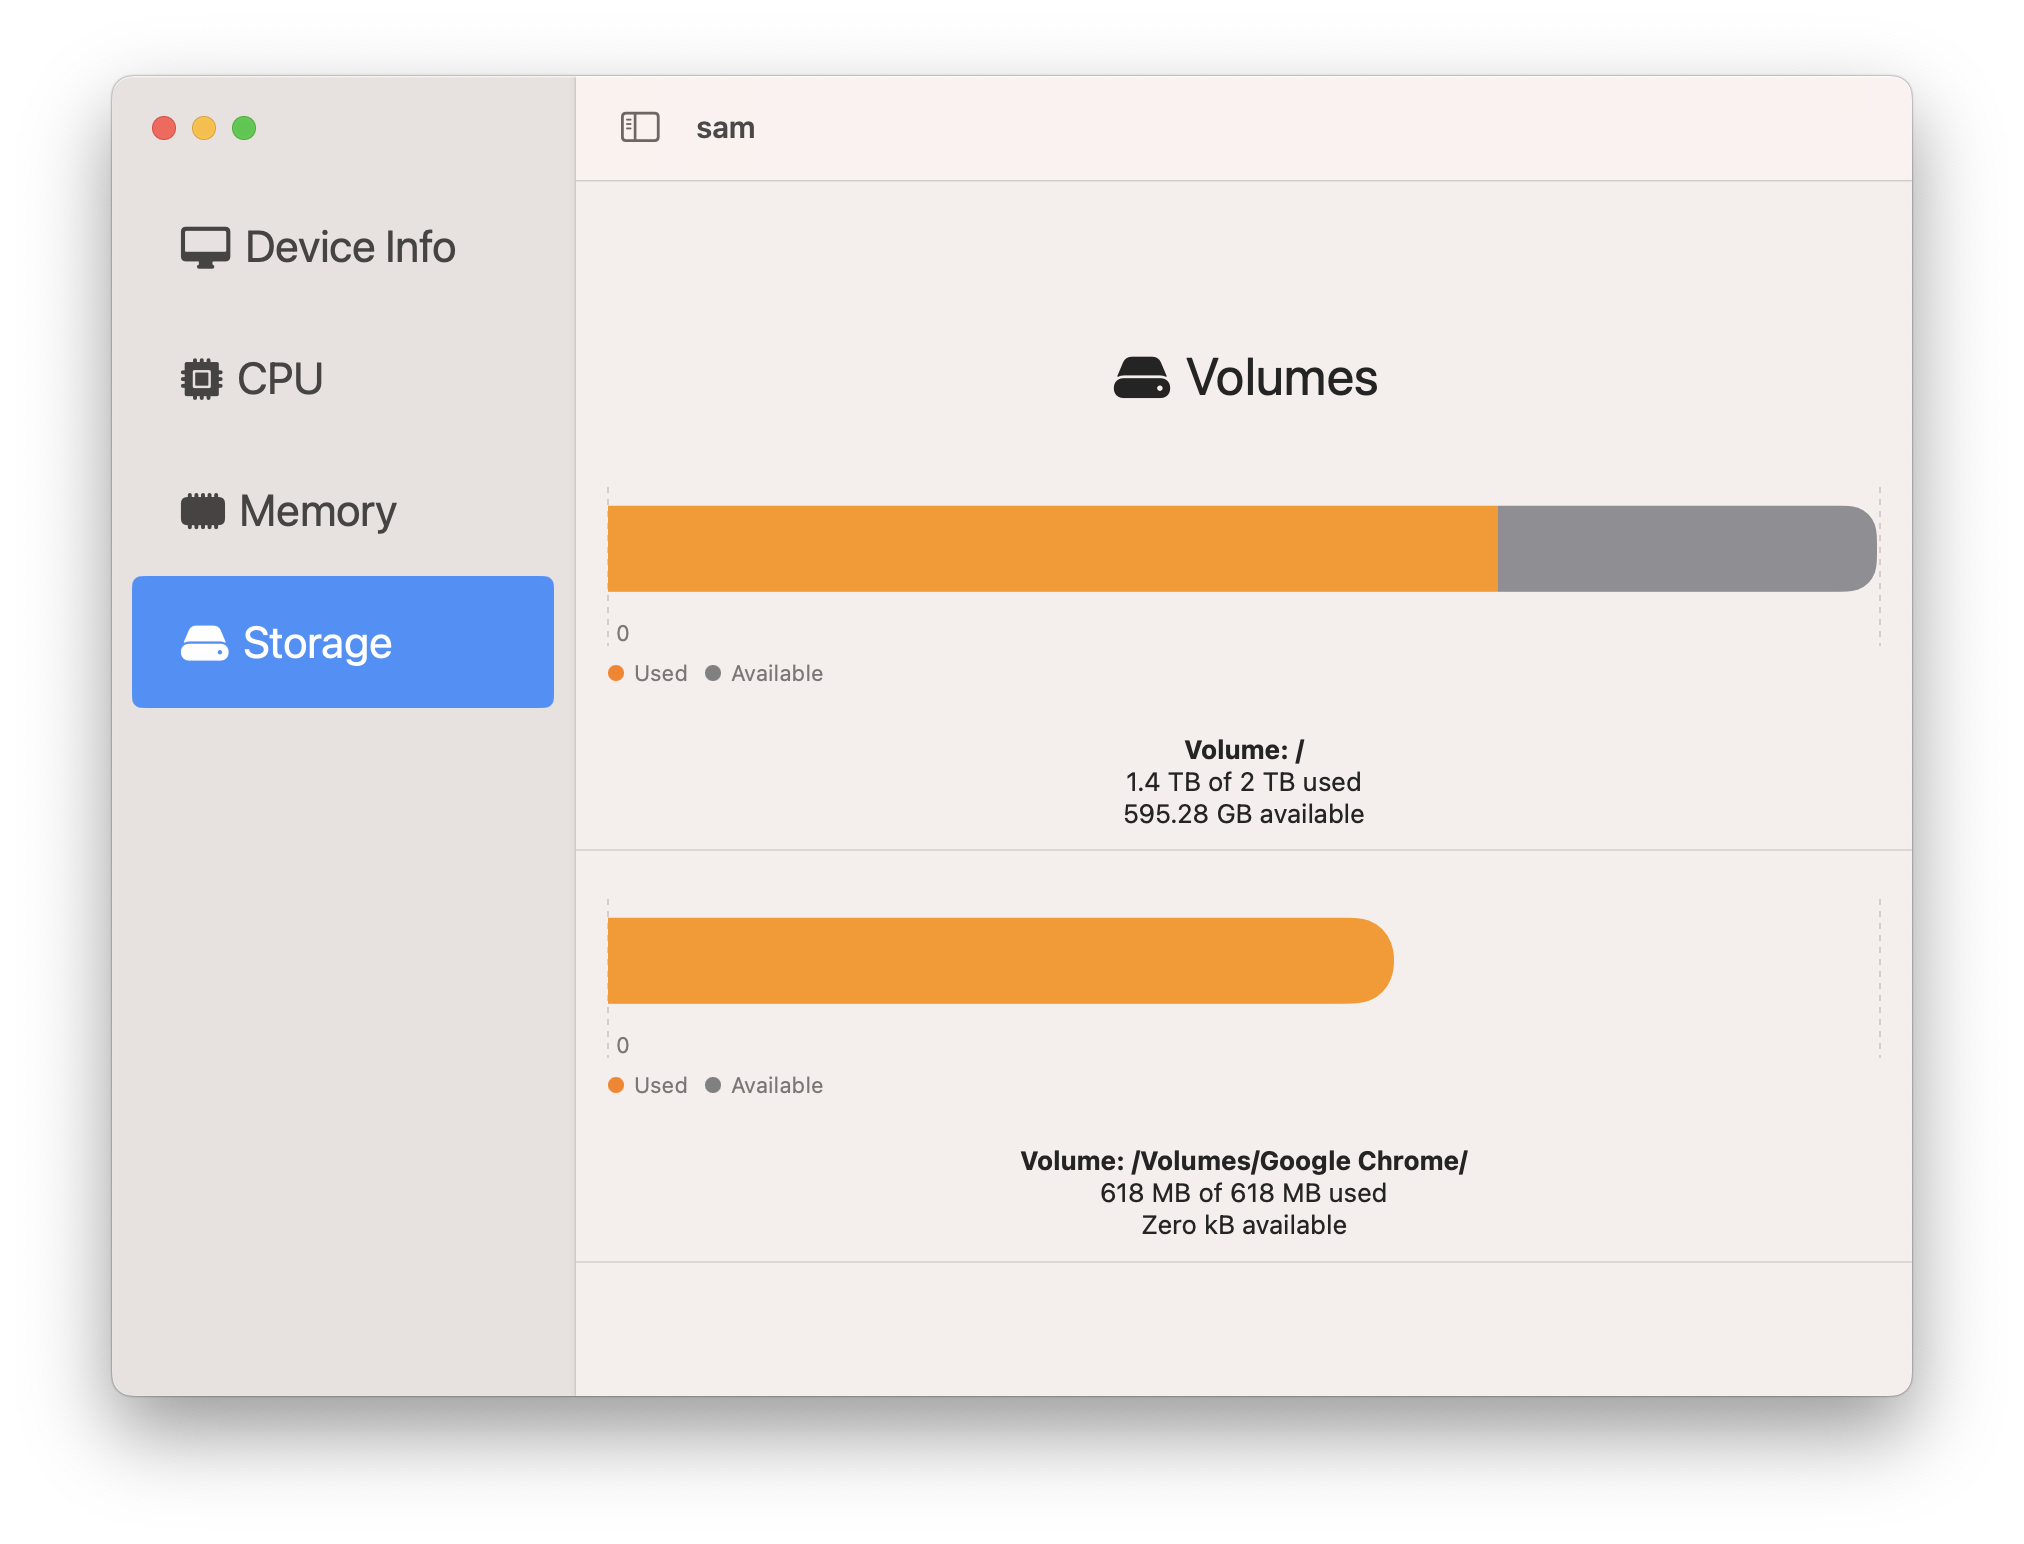 sam
Device Info
CPU
Memory
Storage
Volumes
0
Used Available
Volume: /
1.4 TB of 2 TB used
595.28 GB available
0
Used Available
Volume: /Volumes/Google Chrome/
618 MB of 618 MB used
Zero kB available